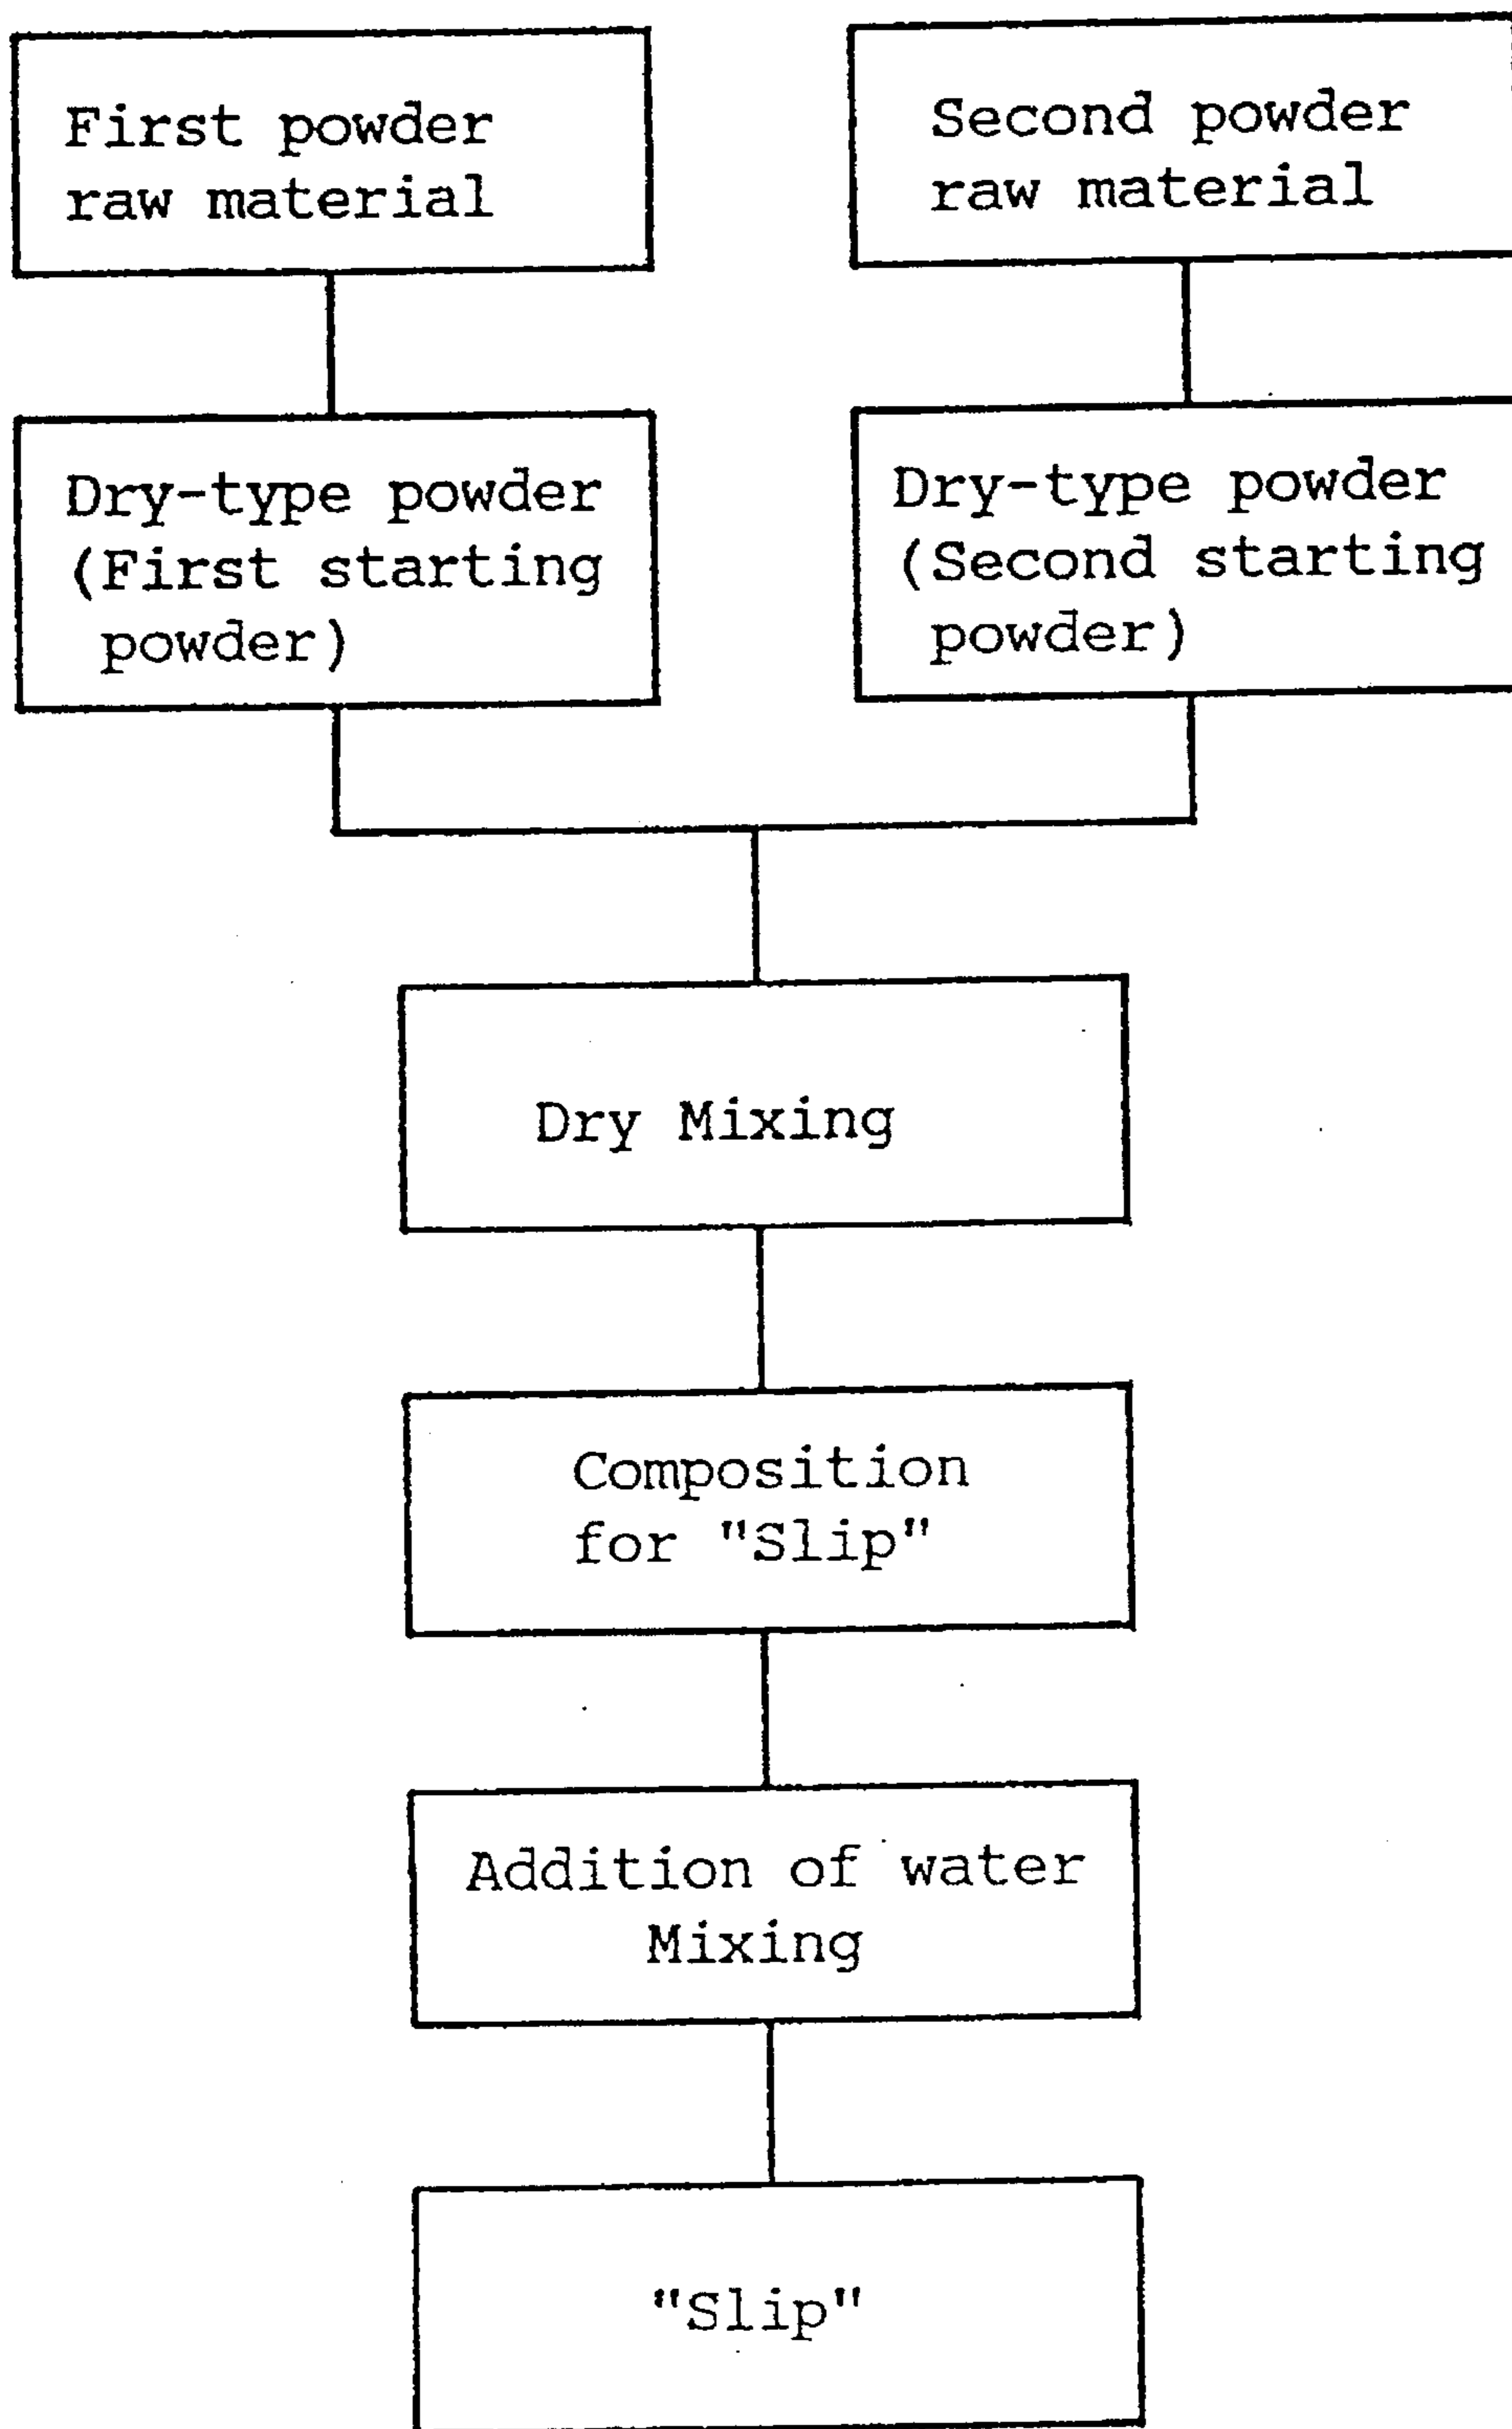 First powder
raw material
Second powder
raw material
Dry-type powder
(First starting
powder)
Dry-type powder
(Second starting
powder)
Dry Mixing
Composition
for "Slip"
Addition of water
Mixing
"Slip"